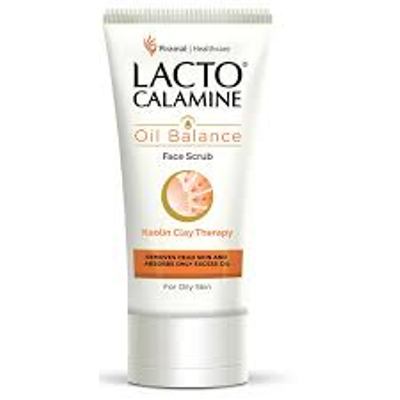 Piramal | Healthcare
LACTO®
CALAMINE
Oil Balance
Face Scrub
Kaolin Clay Therapy
REMOVES DEAD SKIN AND
ABSORBS ONLY EXCESS OIL
For Oily Skin